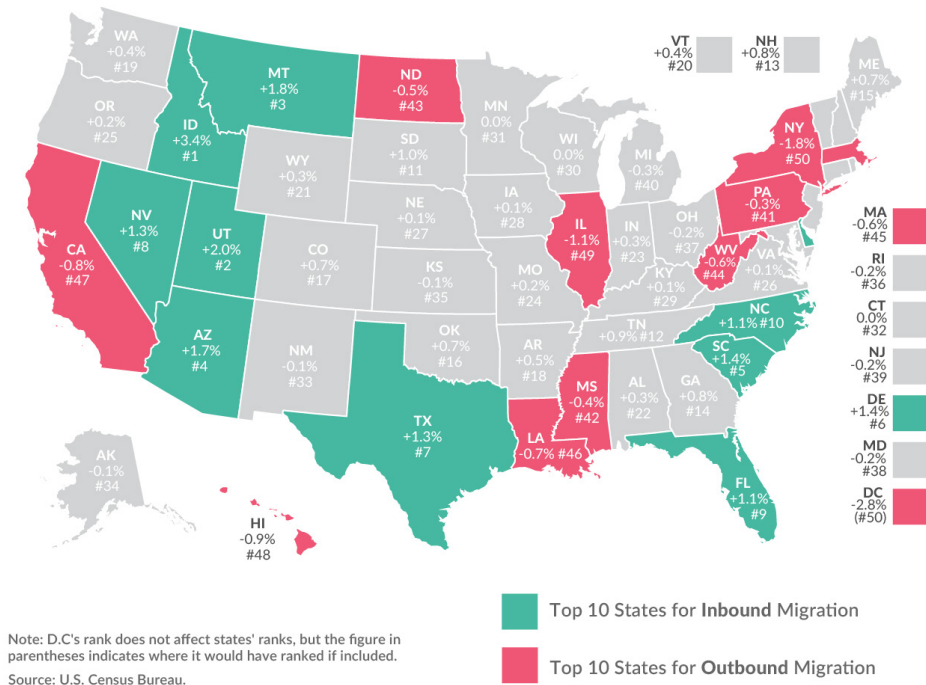 WA
+0.4%
#19
OR
+0.2%
#25
CA
-0.8%
#47
NV
+1.3%
#8
ID
+3.4%
#1
MT
+1.8%
#3
WY
+0.3%
#21
UT
+2.0%
#2
AZ
+1.7%
#4
CO
+0.7%
#17
NM
-0.1%
#33
ND
-0.5%
#43
SD
+1.0%
#11
NE
+0.1%
#27
KS
-0.1%
#35
OK
+0.7%
#16
TX
+1.3%
#7
MN
0.0%
#31
IA
+0.1%
#28
MO
+0.2%
#24
AR
+0.5%
#18
LA
-0.7% #46
WI
0.0%
#30
IL
-1.1%
#49
MS
-0.4%
#42
MI
-0.3%
#40
IN
+0.3%
#23
OH
-0.2%
#37
KY
+0.1%
#29
TN
+0.9% #12
AL
+0.3%
#22
GA
+0.8%
#14
FL
+1.1%
#9
SC
+1.4%
#5
NC
+1.1% #10
VA
+0.1%
#26
WV
-0.6%
#44
PA
-0.3%
#41
NY
-1.8%
#50
VT
+0.4%
#20
NH
+0.8%
#13
ME
+0.7%
#15
MA
-0.6%
#45
RI
-0.2%
#36
CT
0.0%
#32
NJ
-0.2%
#39
DE
+1.4%
#6
MD
-0.2%
#38
DC
-2.8%
(#50)
AK
-0.1%
#34
HI
-0.9%
#48
Top 10 States for Inbound Migration
Top 10 States for Outbound Migration
Note: D.C's rank does not affect states' ranks, but the figure in
parentheses indicates where it would have ranked if included.
Source: U.S. Census Bureau.